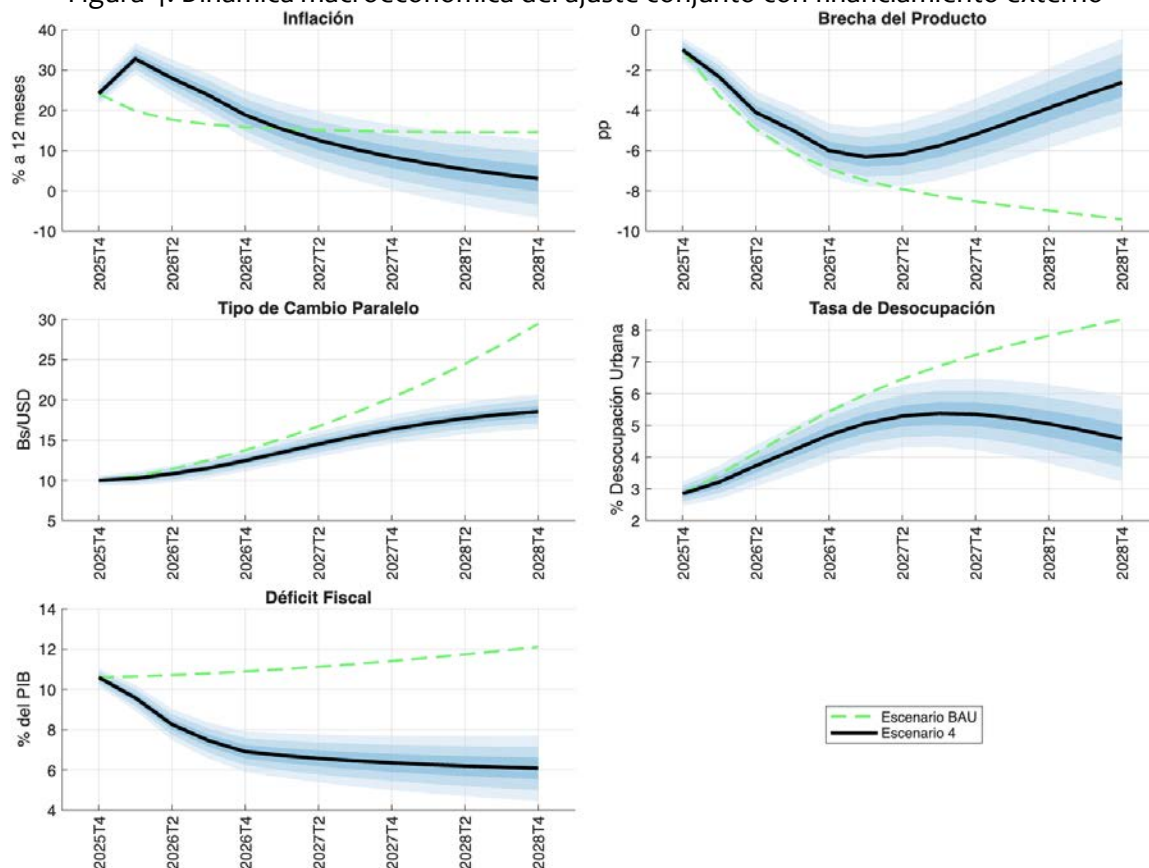 Figura 4. Dinámica macroeconómica del ajuste conjunto con financiamiento externo
Inflación
% a 12 meses
40
30
20
10
0
-10
2025T4
2026T2
2026T4
2027T2
2027T4
2028T2
2028T4
Brecha del Producto
pp
0
-2
-4
-6
-8
-10
2025T4
2026T2
2026T4
2027T2
2027T4
2028T2
2028T4
Tipo de Cambio Paralelo
Bs/USD
30
25
20
15
10
5
2025T4
2026T2
2026T4
2027T2
2027T4
2028T2
2028T4
Tasa de Desocupación
% Desocupación Urbana
8
7
6
5
4
3
2
2025T4
2026T2
2026T4
2027T2
2027T4
2028T2
2028T4
Déficit Fiscal
% del PIB
14
12
10
8
6
4
2025T4
2026T2
2026T4
2027T2
2027T4
2028T2
2028T4
Escenario BAU
Escenario 4